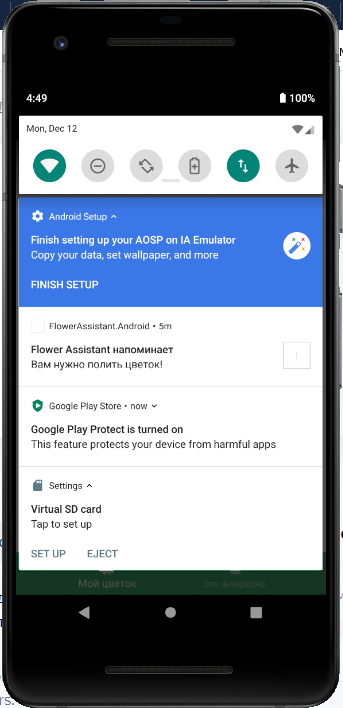 4:49
100%
Mon, Dec 12
Android Setup
Finish setting up your AOSP on IA Emulator
Copy your data, set wallpaper, and more
FINISH SETUP
FlowerAssistant.Android • 5m
Flower Assistant напоминает
Вам нужно полить цветок!
Google Play Store • now
Google Play Protect is turned on
This feature protects your device from harmful apps
Settings
Virtual SD card
Tap to set up
SET UP EJECT
Мой цветок Это интересно
rs.